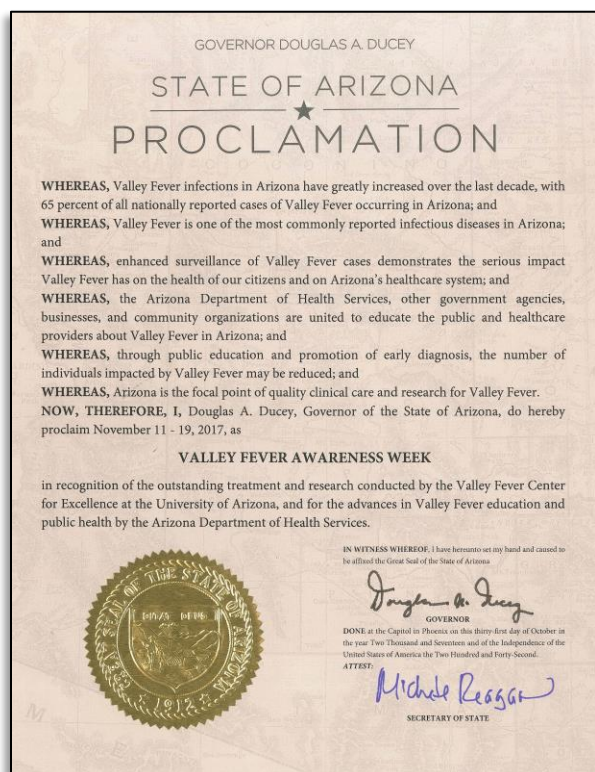 GOVERNOR DOUGLAS A. DUCEY
STATE OF ARIZONA
PROCLAMATION
WHEREAS, Valley Fever infections in Arizona have greatly increased over the last decade, with
65 percent of all nationally reported cases of Valley Fever occurring in Arizona; and
WHEREAS, Valley Fever is one of the most commonly reported infectious diseases in Arizona;
and
WHEREAS, enhanced surveillance of Valley Fever cases demonstrates the serious impact
Valley Fever has on the health of our citizens and on Arizona's healthcare system; and
WHEREAS, the Arizona Department of Health Services, other government agencies,
businesses, and community organizations are united to educate the public and healthcare
providers about Valley Fever in Arizona; and
WHEREAS, through public education and promotion of early diagnosis, the number of
individuals impacted by Valley Fever may be reduced; and
WHEREAS, Arizona is the focal point of quality clinical care and research for Valley Fever.
NOW, THEREFORE, I, Douglas A. Ducey, Governor of the State of Arizona, do hereby
proclaim November 11 - 19, 2017, as
VALLEY FEVER AWARENESS WEEK
in recognition of the outstanding treatment and research conducted by the Valley Fever Center
for Excellence at the University of Arizona, and for the advances in Valley Fever education and
public health by the Arizona Department of Health Services.
IN WITNESS WHEREOF, I have hereunto set my hand and caused to
be affixed the Great Seal of the State of Arizona
Douglas A. Ducey
GOVERNOR
DONE at the Capitol in Phoenix on this thirty-first day of October in
the year Two Thousand and Seventeen and of the Independence of the
United States of America the Two Hundred and Forty-Second.
ATTEST:
Michele Reagan
SECRETARY OF STATE
GREAT SEAL OF THE STATE OF ARIZONA
DITAT DEUS
1912